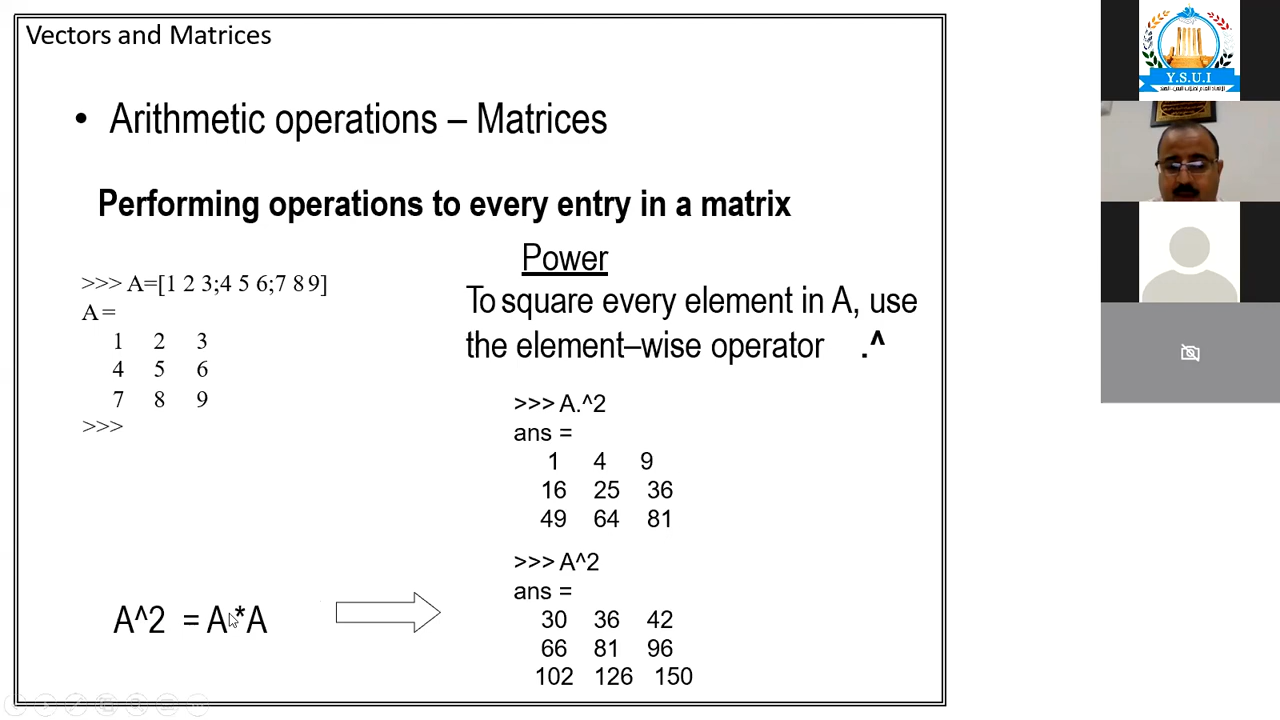 Vectors and Matrices
• Arithmetic operations – Matrices
Performing operations to every entry in a matrix
>>> A=[1 2 3;4 5 6;7 8 9]
A =
1 2 3
4 5 6
7 8 9
>>>
Power
To square every element in A, use
the element–wise operator .^
>>> A.^2
ans =
1 4 9
16 25 36
49 64 81
>>> A^2
ans =
30 36 42
66 81 96
102 126 150
A^2 = A*A
Y.S.U.I